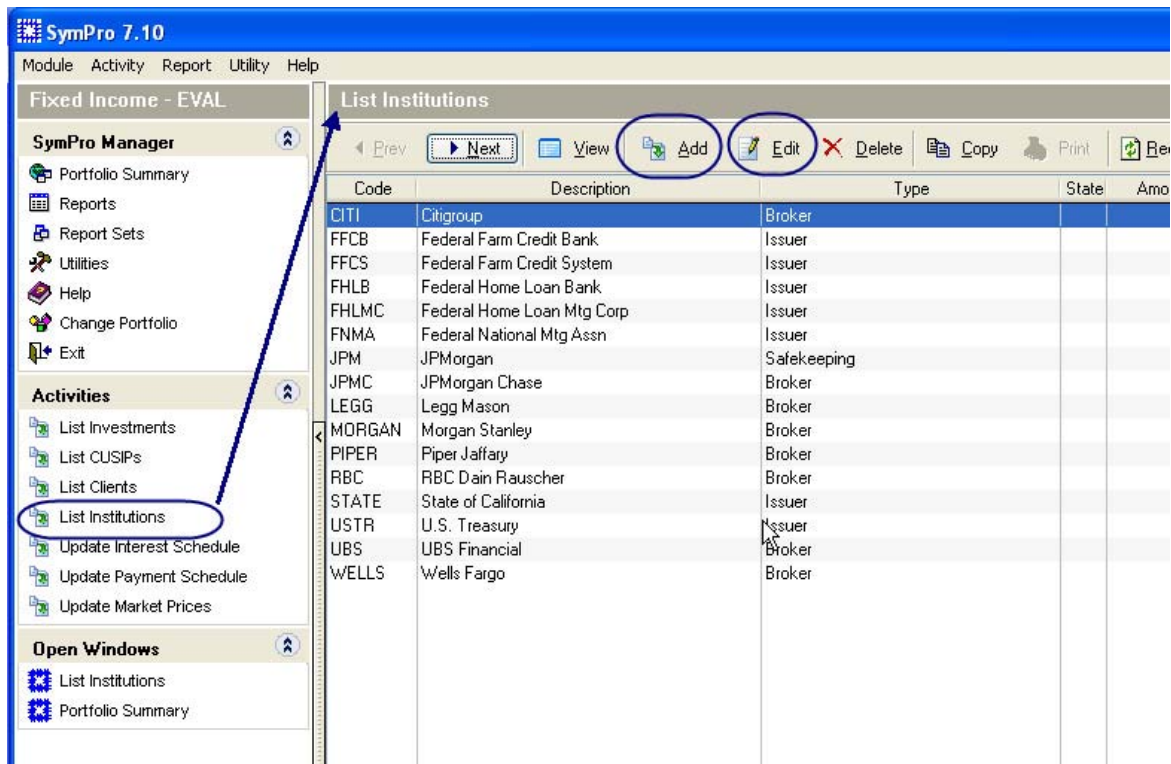 SymPro 7.10
Module Activity Report Utility Help
Fixed Income - EVAL
SymPro Manager
Portfolio Summary
Reports
Report Sets
Utilities
Help
Change Portfolio
Exit
Activities
List Investments
List CUSIPs
List Clients
List Institutions
Update Interest Schedule
Update Payment Schedule
Update Market Prices
Open Windows
List Institutions
Portfolio Summary
List Institutions
Prev Next View Add Edit Delete Copy Print
Code Description Type State
CITI Citigroup Broker
FFCB Federal Farm Credit Bank Issuer
FFCS Federal Farm Credit System Issuer
FHLB Federal Home Loan Bank Issuer
FHLMC Federal Home Loan Mtg Corp Issuer
FNMA Federal National Mtg Assn Issuer
JPM JPMorgan Safekeeping
JPMC JPMorgan Chase Broker
LEGG Legg Mason Broker
MORGAN Morgan Stanley Broker
PIPER Piper Jaffary Broker
RBC RBC Dain Rauscher Broker
STATE State of California Issuer
USTR U.S. Treasury Issuer
UBS UBS Financial Broker
WELLS Wells Fargo Broker